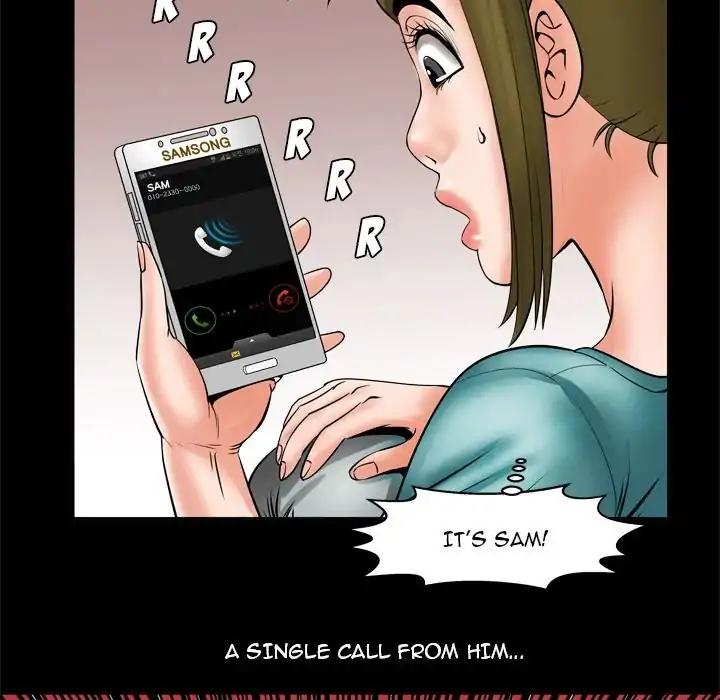 R
R
R
R
R
R
SAMSONG
SAM
010-2330-0000
IT'S SAM!
A SINGLE CALL FROM HIM...